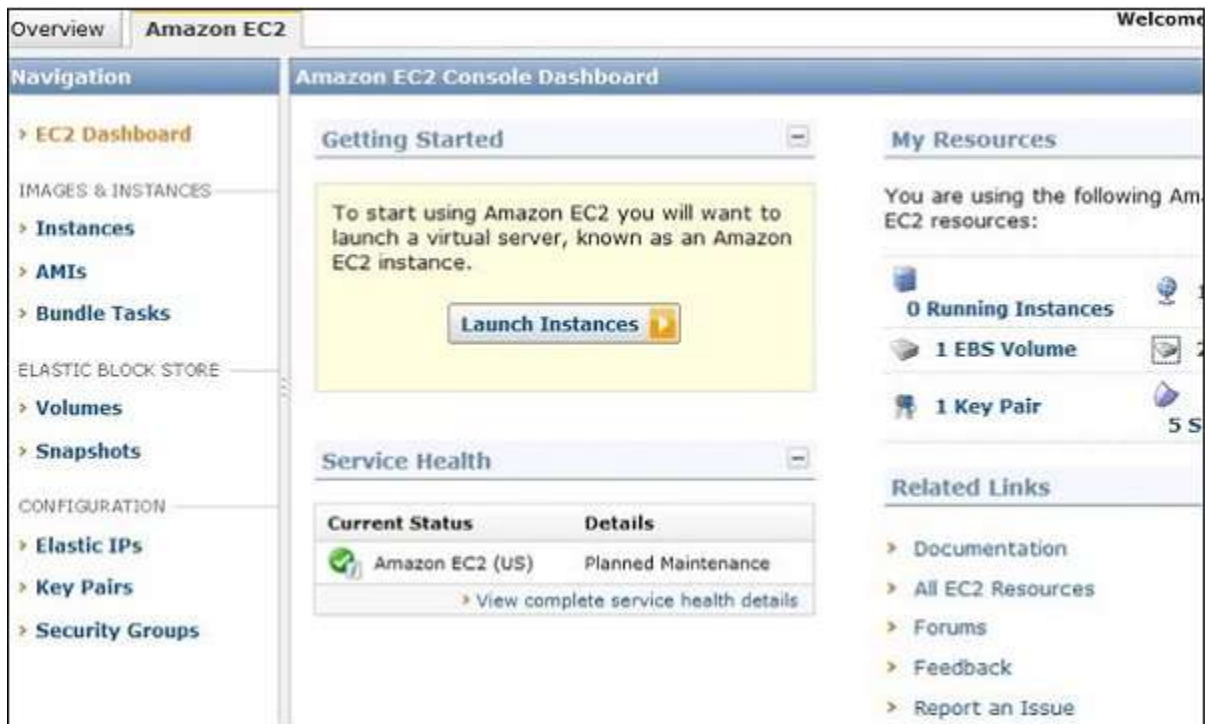 Overview
Amazon EC2
Welcome
Navigation
Amazon EC2 Console Dashboard
EC2 Dashboard
IMAGES & INSTANCES
Instances
AMIs
Bundle Tasks
ELASTIC BLOCK STORE
Volumes
Snapshots
CONFIGURATION
Elastic IPs
Key Pairs
Security Groups
Getting Started
To start using Amazon EC2 you will want to
launch a virtual server, known as an Amazon
EC2 instance.
Launch Instances
Service Health
Current Status
Details
Amazon EC2 (US)
Planned Maintenance
View complete service health details
My Resources
You are using the following
EC2 resources:
0 Running Instances
1 EBS Volume
1 Key Pair
5
Related Links
Documentation
All EC2 Resources
Forums
Feedback
Report an Issue